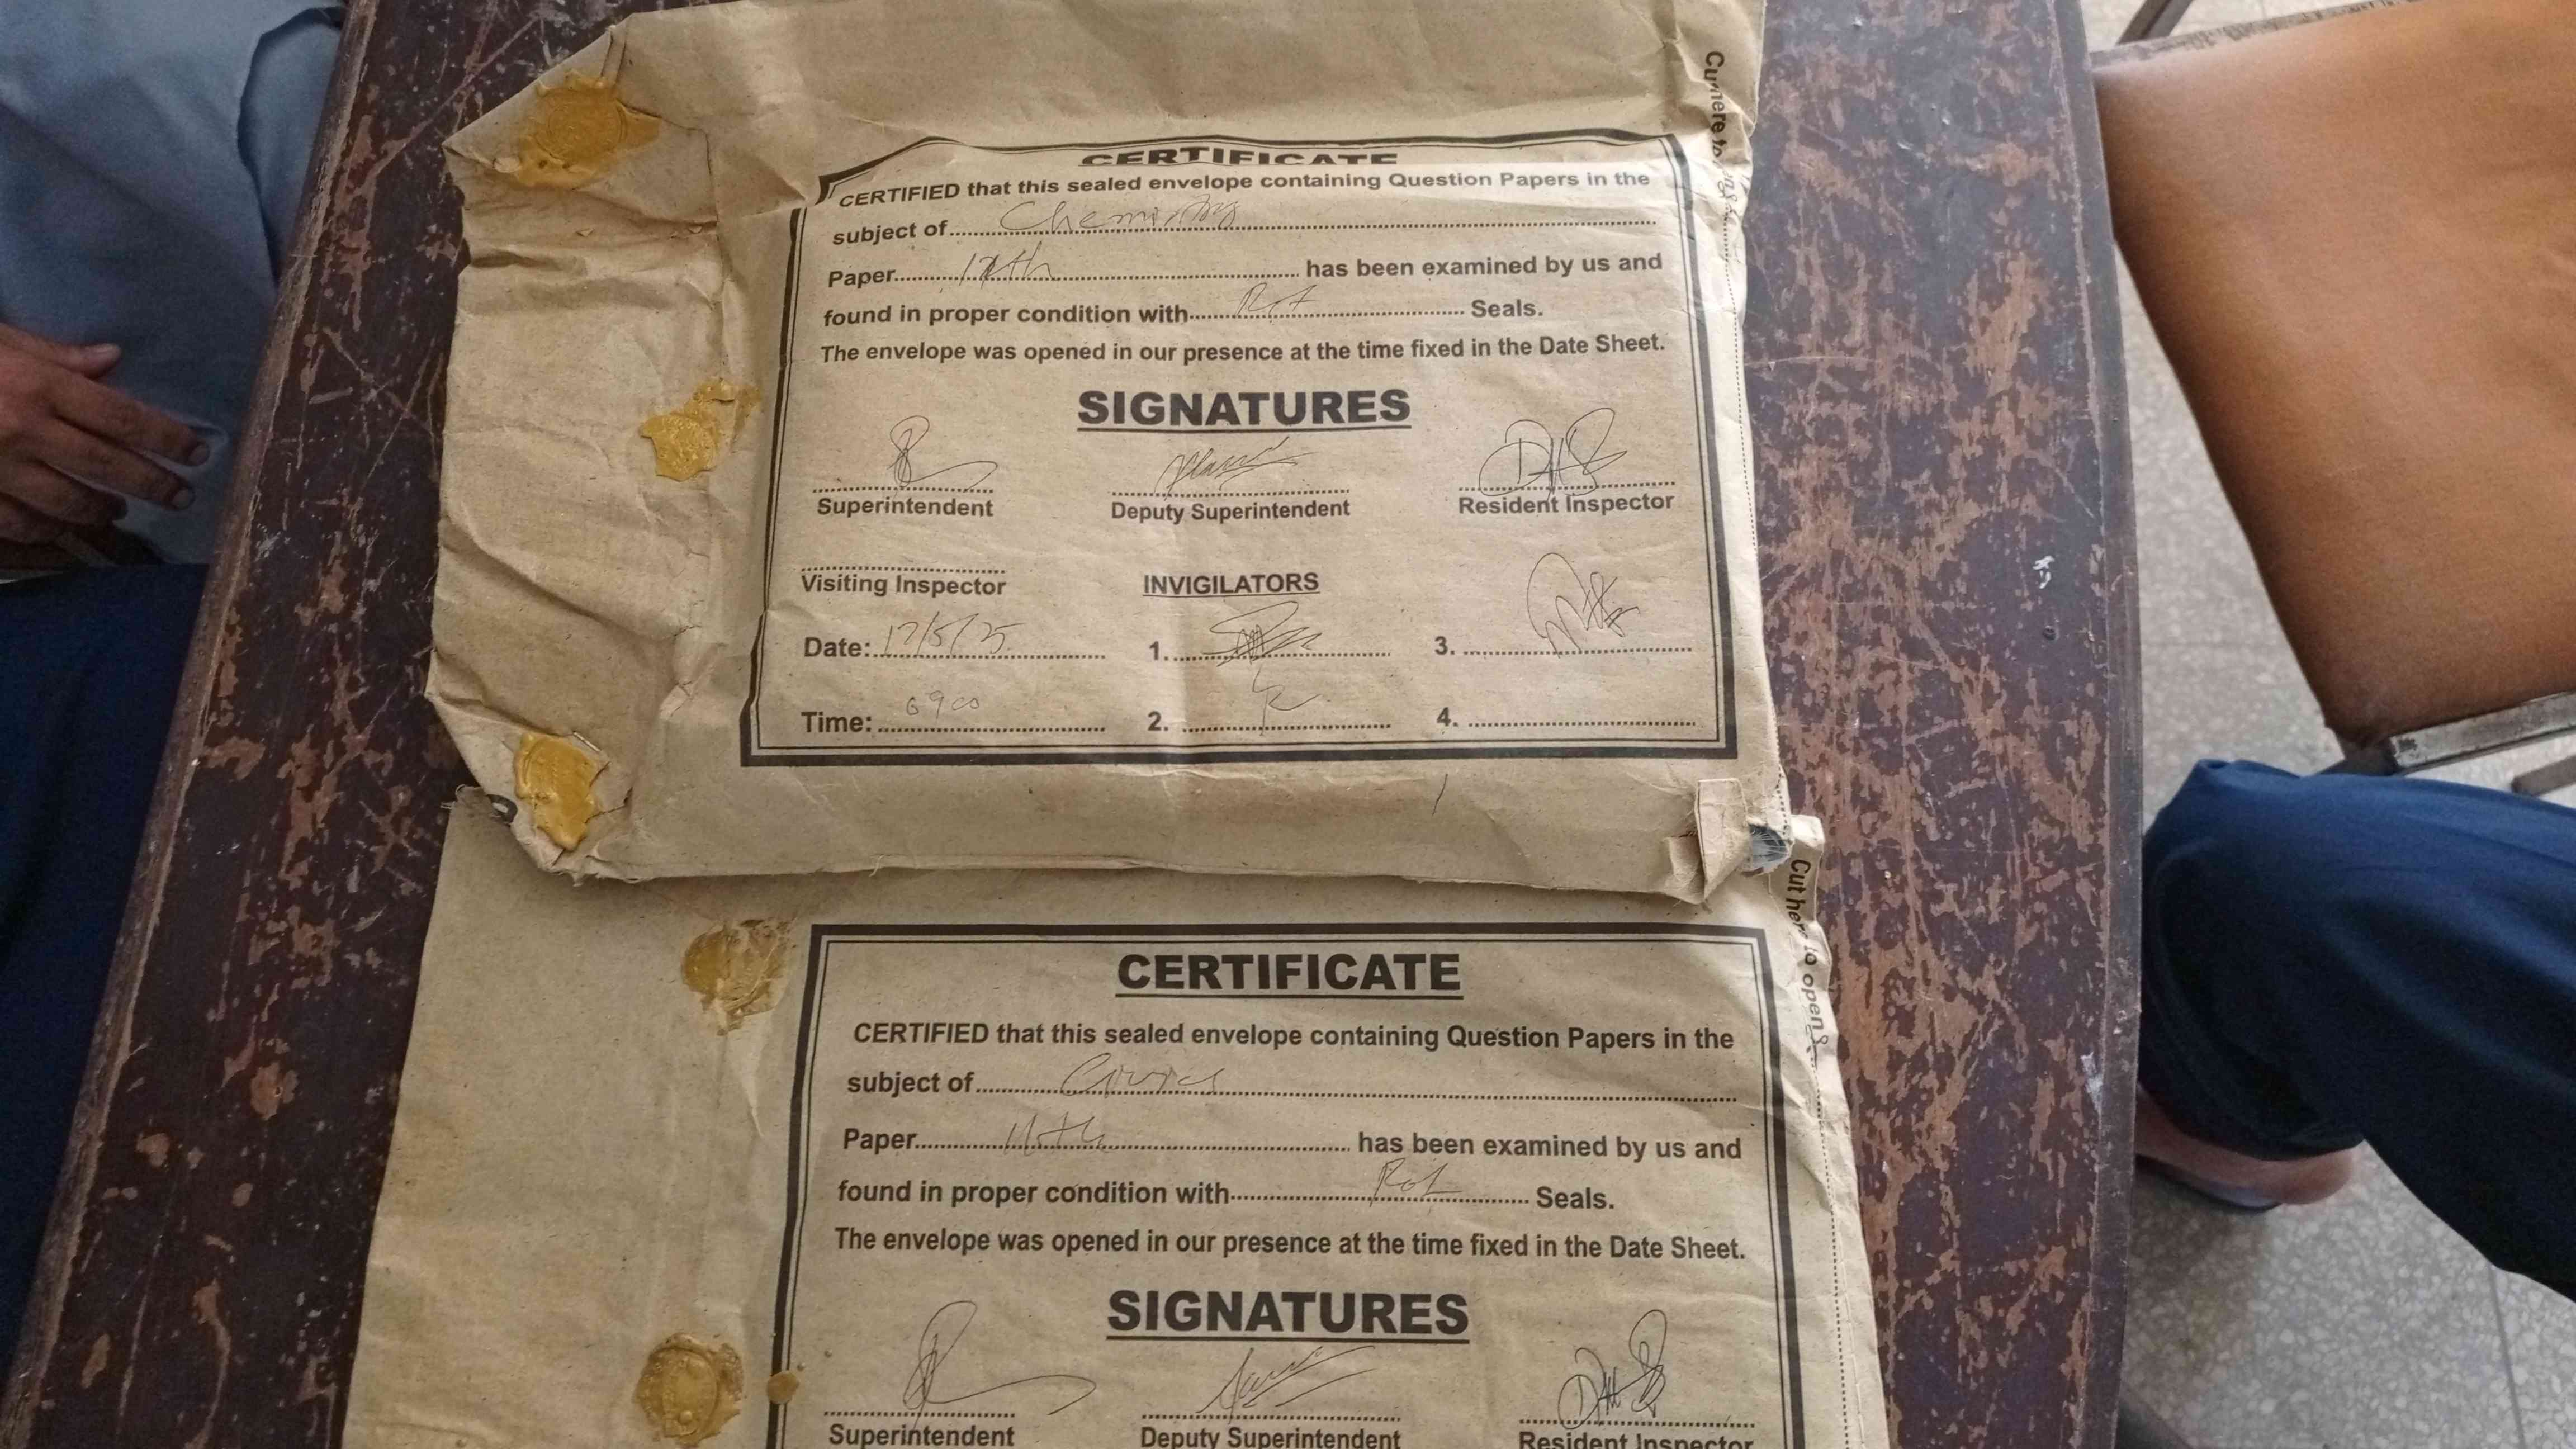 Cut here to open
CERTIFICATE
CERTIFIED that this sealed envelope containing Question Papers in the
subject of Chemistry
Paper 12th has been examined by us and
found in proper condition with Seals.
The envelope was opened in our presence at the time fixed in the Date Sheet.
SIGNATURES
Superintendent Deputy Superintendent Resident Inspector
Visiting Inspector INVIGILATORS
Date: 12/5/25 1. 3.
Time: 0900 2. 4.
Cut here to open
CERTIFICATE
CERTIFIED that this sealed envelope containing Question Papers in the
subject of Civics
Paper 11th has been examined by us and
found in proper condition with Seals.
The envelope was opened in our presence at the time fixed in the Date Sheet.
SIGNATURES
Superintendent Deputy Superintendent Resident Inspector